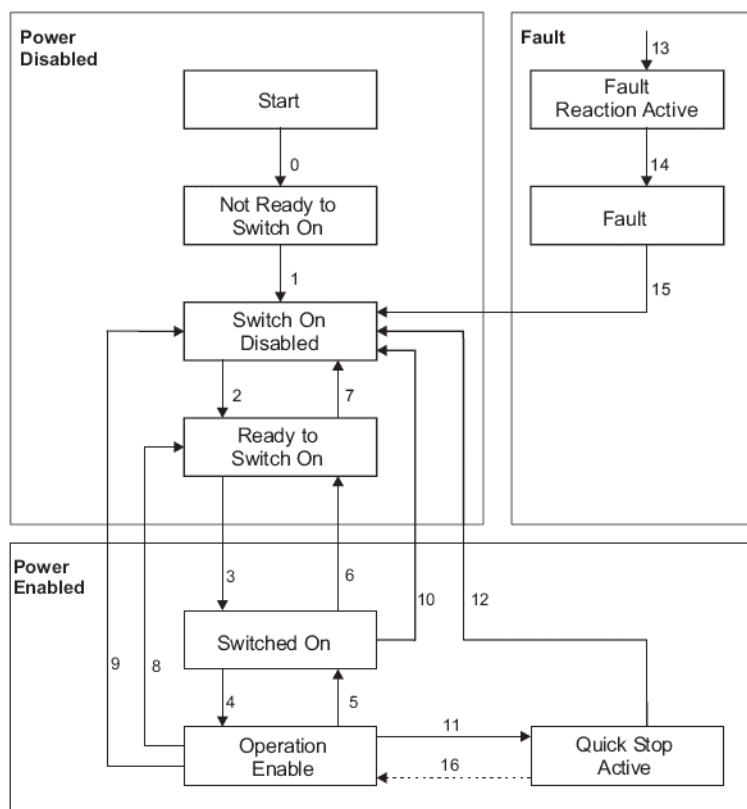 Power
Disabled
Fault
13
Start
Fault
Reaction Active
0
14
Not Ready to
Switch On
Fault
1
15
Switch On
Disabled
2
7
Ready to
Switch On
Power
Enabled
3
6
10
12
Switched On
9
8
4
5
11
Operation
Enable
16
Quick Stop
Active